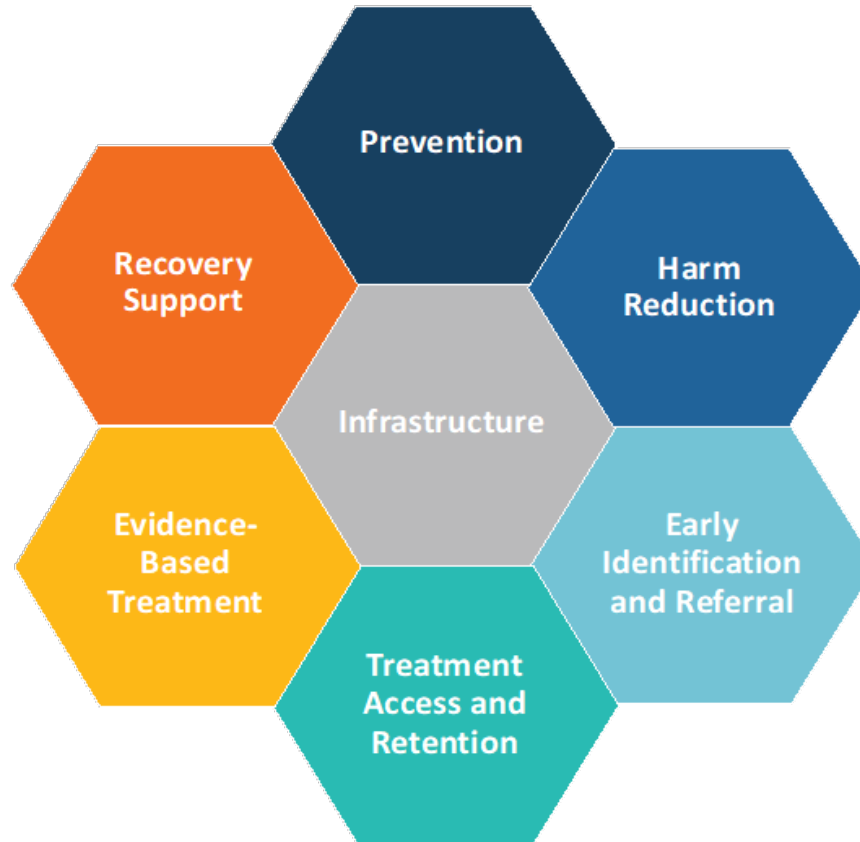 Prevention
Recovery
Support
Harm
Reduction
Infrastructure
Evidence-
Based
Treatment
Early
Identification
and Referral
Treatment
Access and
Retention